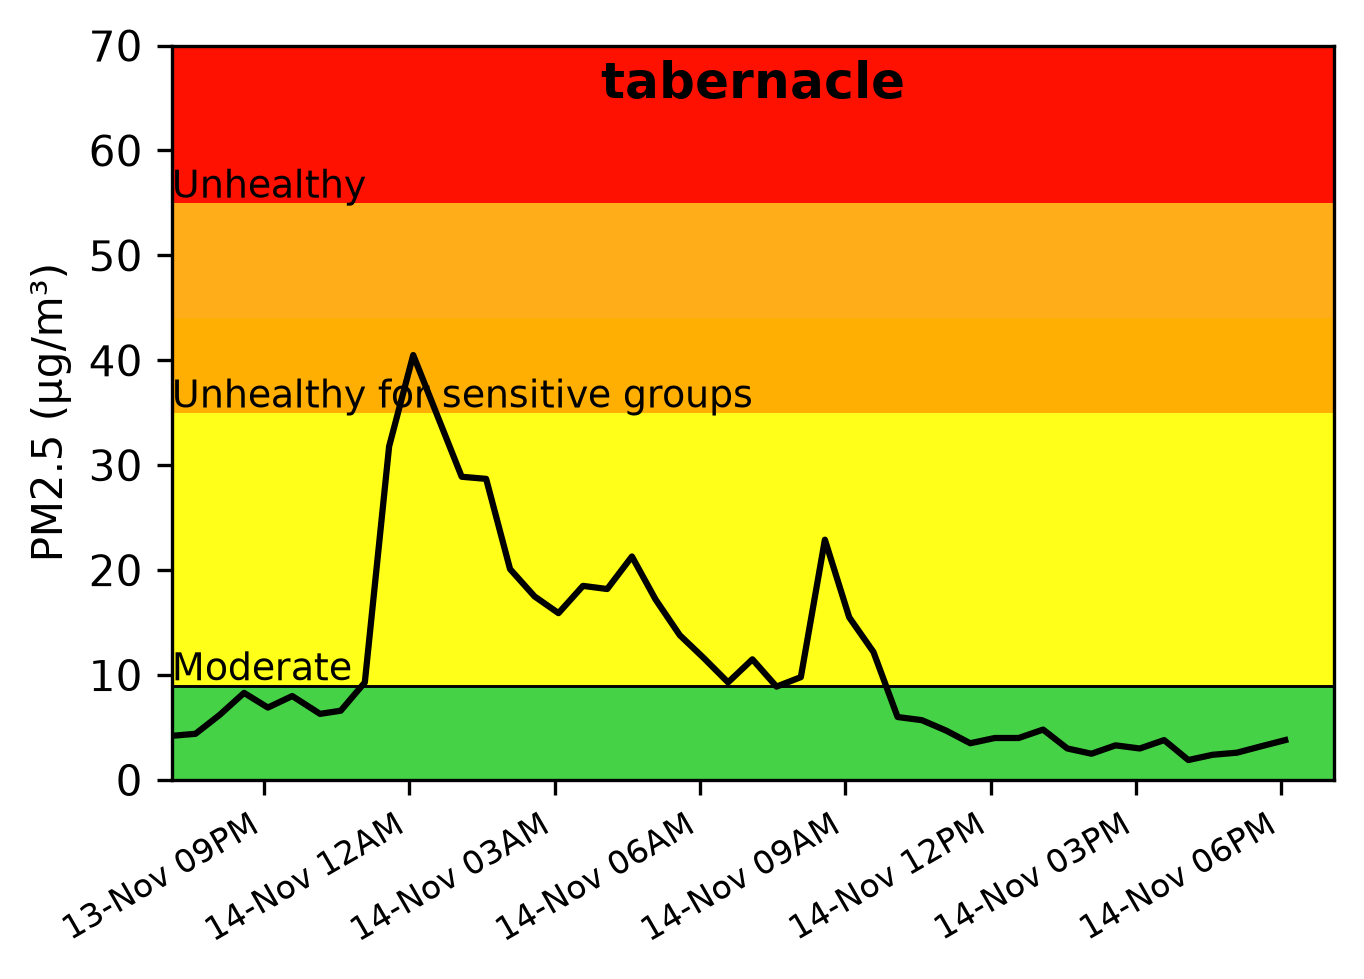 tabernacle
70
60
Unhealthy
50
40
Unhealthy for sensitive groups
30
20
Moderate
10
0
PM2.5 (µg/m³)
13-Nov 09PM
14-Nov 12AM
14-Nov 03AM
14-Nov 06AM
14-Nov 09AM
14-Nov 12PM
14-Nov 03PM
14-Nov 06PM